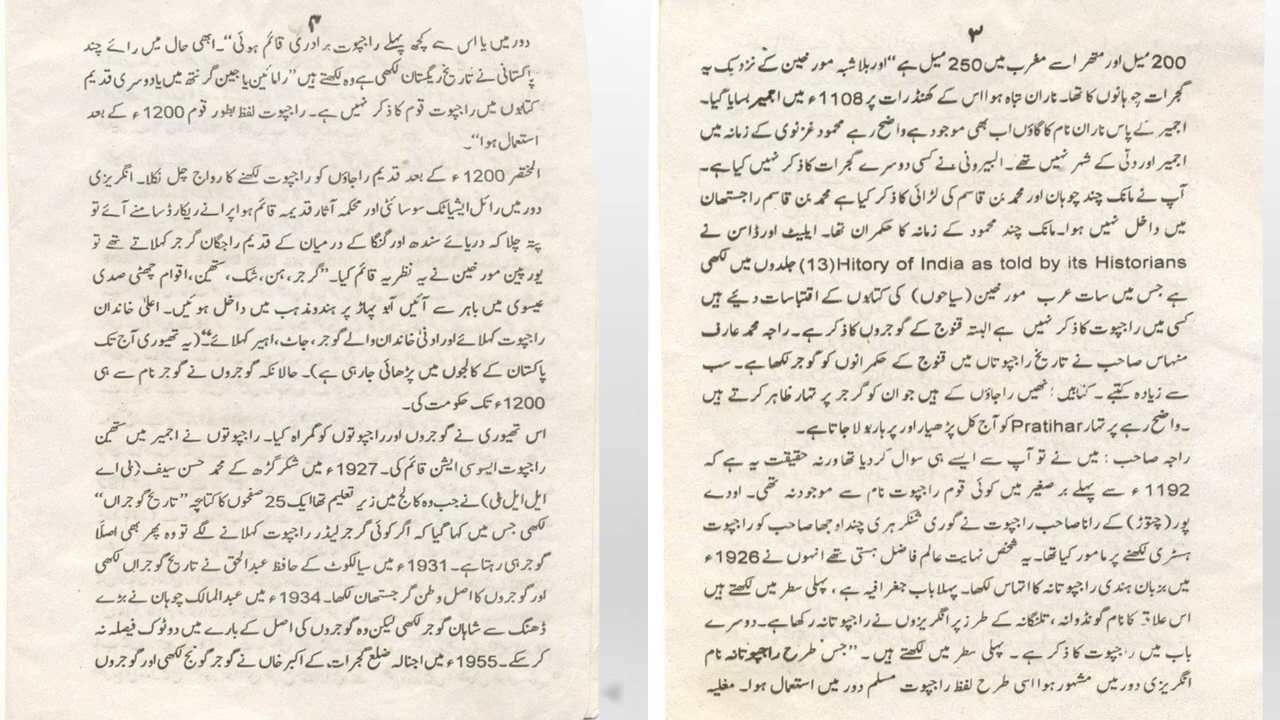 ۳
200 میل اور متھرا سے مغرب میں 250 میل ہے“ اور بلاشبہ مورخین کے نزدیک یہ
گجرات چوہانوں کا تھا۔ ناران تباہ ہوا اس کے کھنڈرات پر 1108ء میں اجمیر بسایا گیا۔
اجمیر کے پاس ناران نام کا گاؤں اب بھی موجود ہے واضح رہے محمود غزنوی کے زمانہ میں
اجمیر اور دلّی کے شہر نہیں تھے۔ البیرونی نے کسی دوسرے گجرات کا ذکر نہیں کیا ہے۔
آپ نے مانک چند چوہان اور محمد بن قاسم کی لڑائی کا ذکر کیا ہے محمد بن قاسم راجستھان
میں داخل نہیں ہوا۔ مانک چند محمود کے زمانہ کا حکمران تھا۔ ایلیٹ اور ڈاسن نے
Hitory of India as told by its Historians (13) جلدوں میں لکھی
ہے جس میں سات عرب مورخین (سیاحوں) کی کتابوں کے اقتباسات دیئے ہیں
کسی میں راجپوت کا ذکر نہیں ہے البتہ قنوج کے گوجروں کا ذکر ہے۔ راجہ محمد عارف
منہاس صاحب نے تاریخ راجپوتاں میں قنوج کے حکمرانوں کو گوجر لکھا ہے۔ سب
سے زیادہ کتبے ۔ کتابیں انھیں راجاؤں کے ہیں جو ان کو گرجر پرتہار ظاہر کرتے ہیں
۔ واضح رہے پرتہار Pratihar کو آج کل پڑھیار اور پرہار بولا جاتا ہے۔
راجہ صاحب : میں نے تو آپ سے ایسے ہی سوال کر دیا تھا ورنہ حقیقت یہ ہے کہ
1192ء سے پہلے برصغیر میں کوئی قوم راجپوت نام سے موجود نہ تھی۔ اودے
پور (چتوڑ) کے رانا صاحب راجپوت نے گوری شنکر ہری چند اوجھا صاحب کو راجپوت
ہسٹری لکھنے پر مامور کیا تھا۔ یہ شخص نہایت عالم فاضل ہستی تھے انہوں نے 1926ء
میں بزبان ہندی راجپوتانہ کا اتہاس لکھا۔ پہلا باب جغرافیہ ہے، پہلی سطر میں لکھتے ہیں
اس علاقہ کا نام گونڈوانہ، تلنگانہ کے طرز پر انگریزوں نے راجپوتانہ رکھا ہے۔ دوسرے
باب میں راجپوت کا ذکر ہے۔ پہلی سطر میں لکھتے ہیں۔ ”جس طرح راجپوتانہ نام
انگریزی دور میں مشہور ہوا اسی طرح لفظ راجپوت مسلم دور میں استعمال ہوا۔ مغلیہ
۴
دور میں یا اس سے کچھ پہلے راجپوت برادری قائم ہوئی“۔ ابھی حال میں رائے چند
پاکستانی نے تاریخ ریگستان لکھی ہے وہ لکھتے ہیں ”رامائین یا جین گرنتھ میں یا دوسری قدیم
کتابوں میں راجپوت قوم کا ذکر نہیں ہے۔ راجپوت لفظ بطور قوم 1200ء کے بعد
استعمال ہوا“۔
المختصر 1200ء کے بعد قدیم راجاؤں کو راجپوت لکھنے کا رواج چل نکلا۔ انگریزی
دور میں رائل ایشیاٹک سوسائٹی اور محکمہ آثار قدیمہ قائم ہوا پرانے ریکارڈ سامنے آئے تو
پتہ چلا کہ دریائے سندھ اور گنگا کے درمیان کے قدیم راجگان گرجر کہلاتے تھے تو
یورپین مورخین نے یہ نظریہ قائم کیا۔ ”گرجر، ہن، شک، ستھین، اقوام چھٹی صدی
عیسوی میں باہر سے آئیں آبو پہاڑ پر ہندو مذہب میں داخل ہوئیں۔ اعلیٰ خاندان
راجپوت کہلائے اور ادنیٰ خاندان والے گوجر، جاٹ، اہیر کہلائے“ (یہ تھیوری آج تک
پاکستان کے کالجوں میں پڑھائی جا رہی ہے)۔ حالانکہ گوجروں نے گوجر نام سے ہی
1200ء تک حکومت کی۔
اس تھیوری نے گوجروں اور راجپوتوں کو گمراہ کیا۔ راجپوتوں نے اجمیر میں ستھین
راجپوت ایسوسی ایشن قائم کی۔ 1927ء میں شکر گڑھ کے محمد حسن سیف (بی اے
ایل ایل بی) نے جب وہ کالج میں زیر تعلیم تھا ایک 25 صفحوں کا کتابچہ ”تاریخ گوجراں“
لکھی جس میں کہا گیا کہ اگر کوئی گرجر لیڈر راجپوت کہلانے لگے تو وہ پھر بھی اصلًا
گوجر ہی رہتا ہے۔ 1931ء میں سیالکوٹ کے حافظ عبدالحق نے تاریخ گوجراں لکھی
اور گوجروں کا اصل وطن گرجستھان لکھا۔ 1934ء میں عبدالمالک چوہان نے بڑے
ڈھنگ سے شاہان گوجر لکھی لیکن وہ گوجروں کی اصل کے بارے میں دوٹوک فیصلہ نہ
کر سکے۔ 1955ء میں اجنالہ ضلع گجرات کے اکبر خاں نے گوجر گونج لکھی اور گوجروں